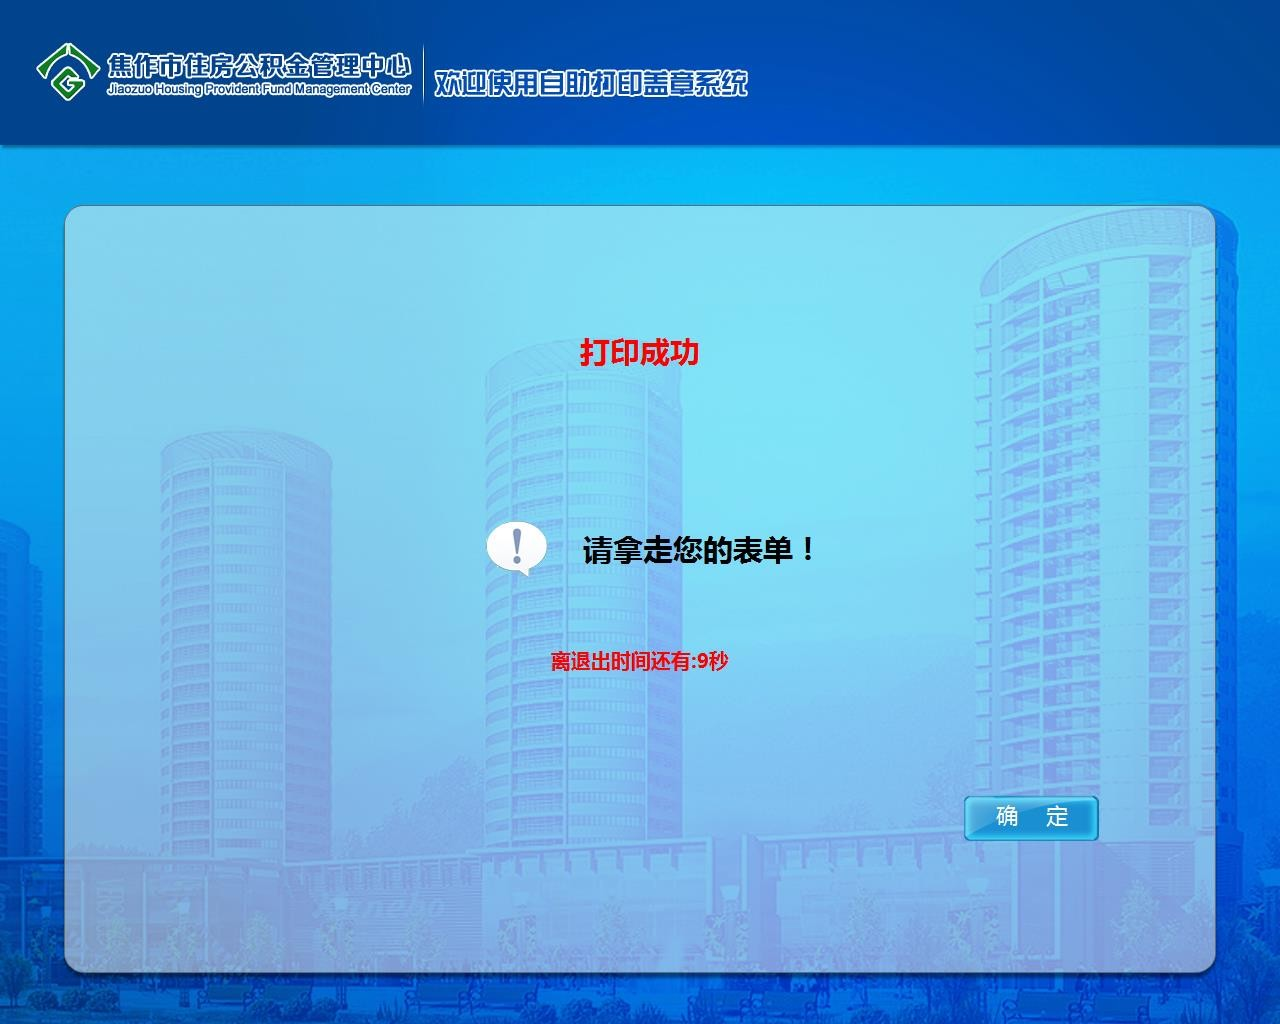 焦作市住房公积金管理中心
Jiaozuo Housing Provident Fund Management Center
欢迎使用自助打印盖章系统
打印成功
请拿走您的表单！
离退出时间还有:9秒
确 定